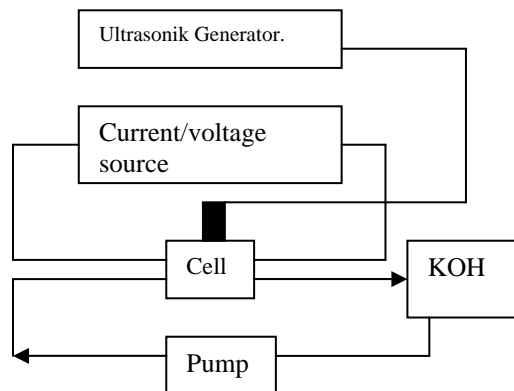 Ultrasonik Generator.
Current/voltage
source
Cell
KOH
Pump